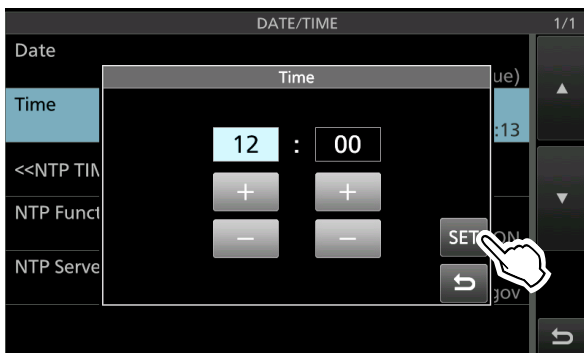 DATE/TIME 1/1
Date
ue)
Time
Time
:13
12 : 00
<<NTP TIM
+ +
NTP Funct
- -
SET
ON
NTP Serve
gov